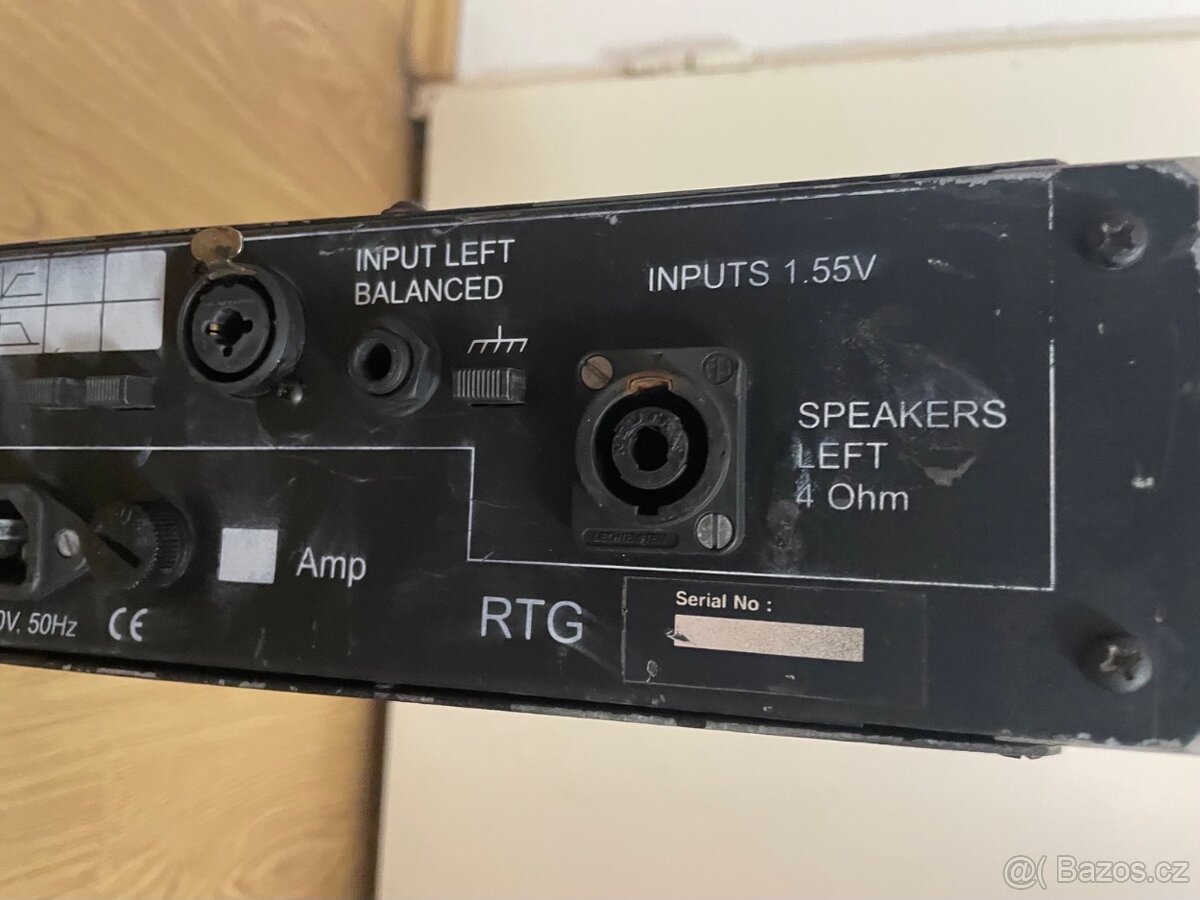 INPUT LEFT
BALANCED
INPUTS 1.55V
SPEAKERS
LEFT
4 Ohm
Amp
0V, 50Hz CE
RTG
Serial No :
@( Bazos.cz